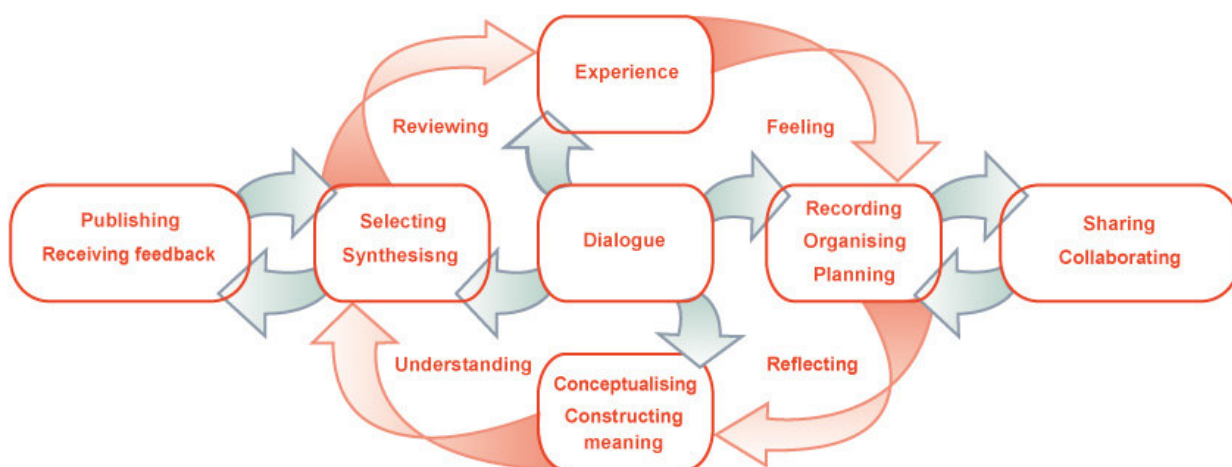 Experience
Reviewing
Feeling
Publishing
Receiving feedback
Selecting
Synthesisng
Dialogue
Recording
Organising
Planning
Sharing
Collaborating
Understanding
Reflecting
Conceptualising
Constructing
meaning